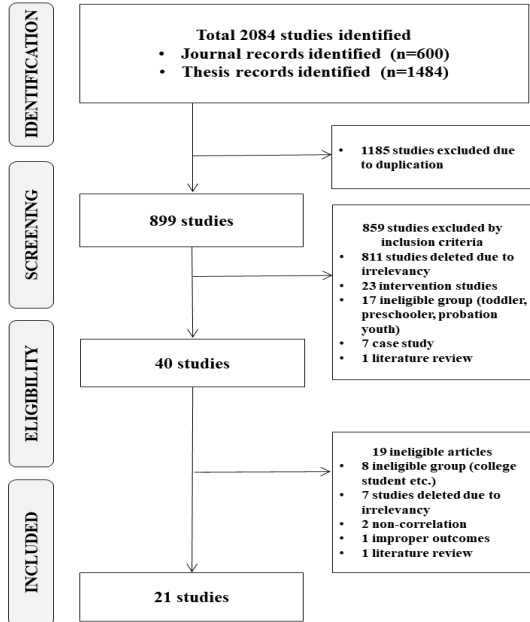 IDENTIFICATION
Total 2084 studies identified
• Journal records identified (n=600)
• Thesis records identified (n=1484)
• 1185 studies excluded due
to duplication
SCREENING
899 studies
859 studies excluded by
inclusion criteria
• 811 studies deleted due to
irrelevancy
• 23 intervention studies
• 17 ineligible group (toddler,
preschooler, probation
youth)
• 7 case study
• 1 literature review
ELIGIBILITY
40 studies
19 ineligible articles
• 8 ineligible group (college
student etc.)
• 7 studies deleted due to
irrelevancy
• 2 non-correlation
• 1 improper outcomes
• 1 literature review
INCLUDED
21 studies